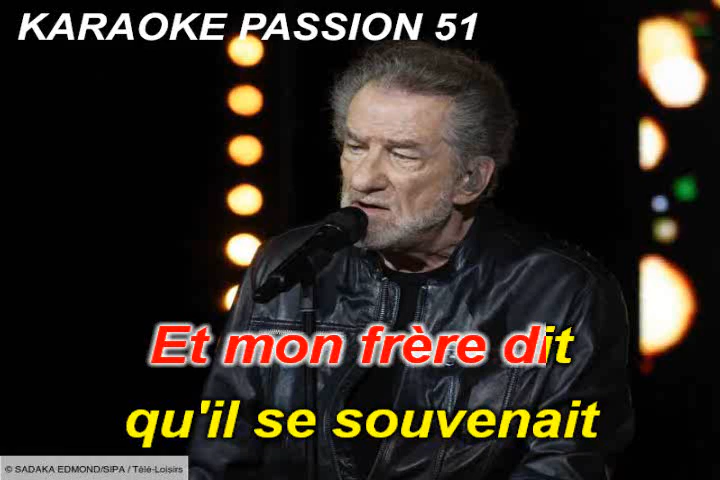 KARAOKE PASSION 51
Et mon frère dit
qu'il se souvenait
© SADAKA EDMOND/SIPA / Télé-Loisirs